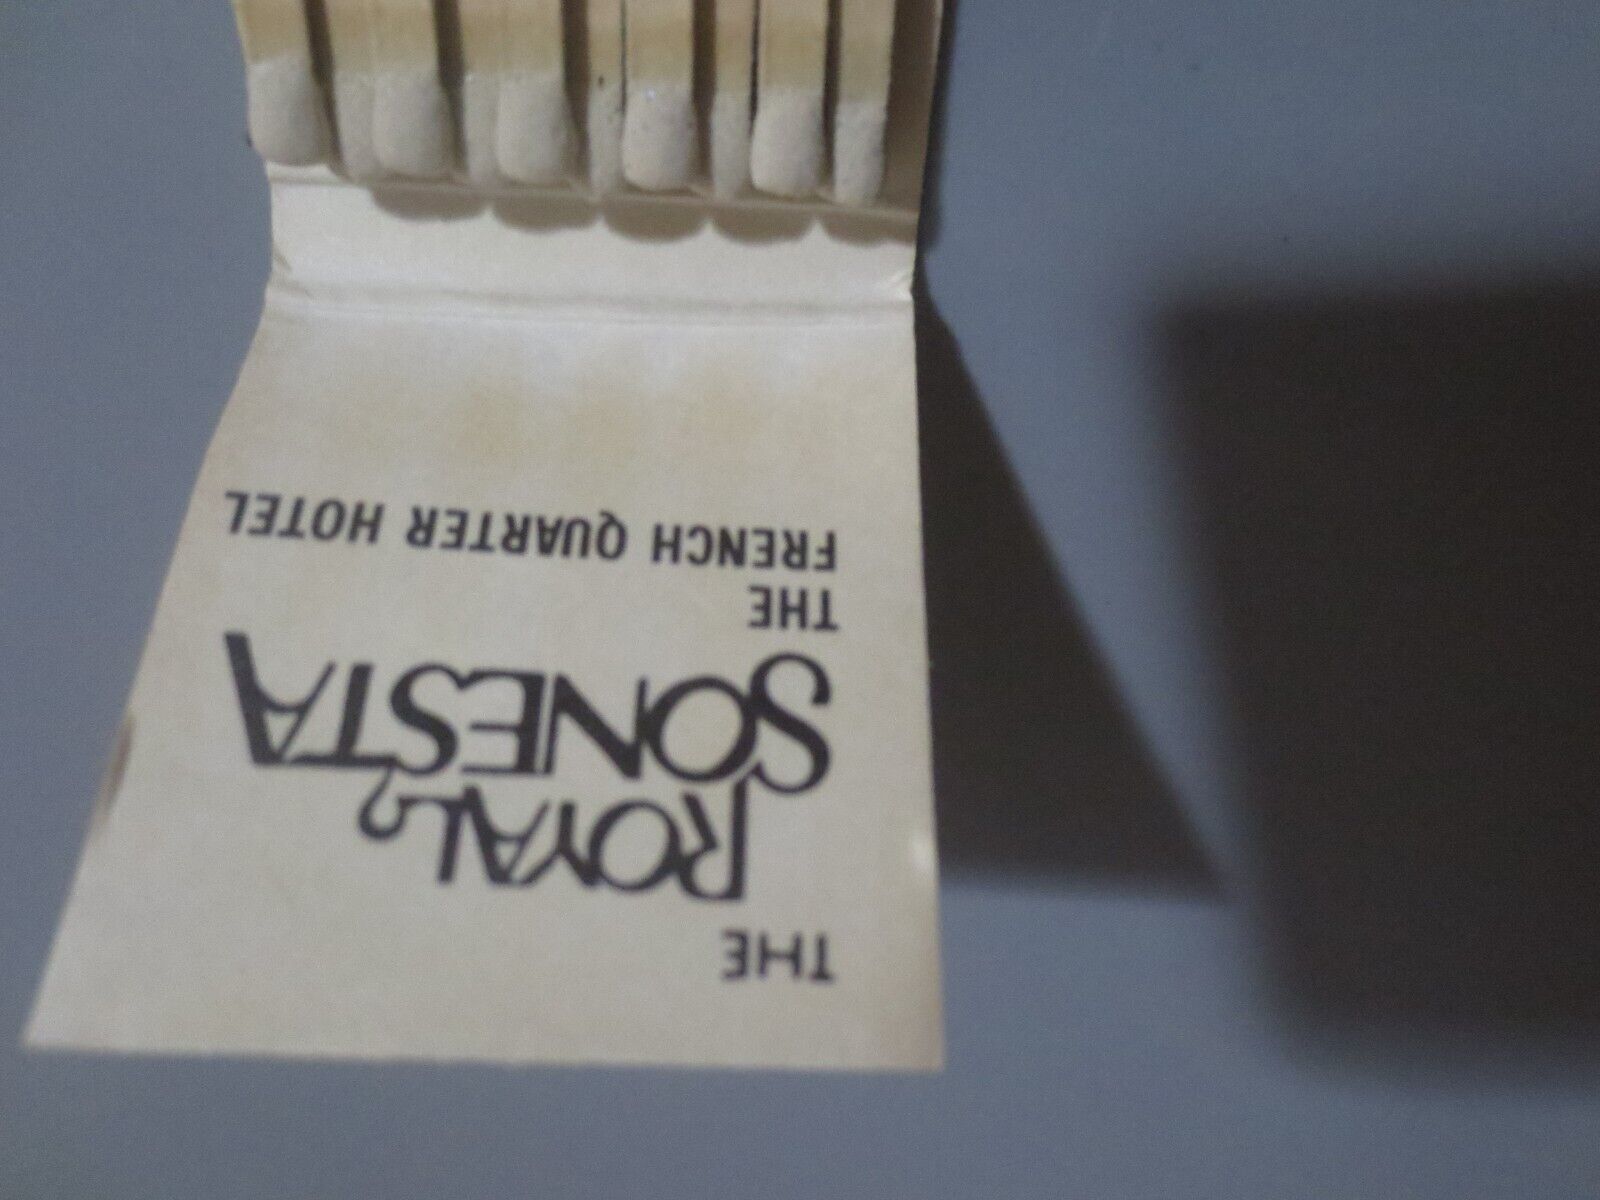 THE
ROYAL
SONESTA
THE
FRENCH QUARTER HOTEL